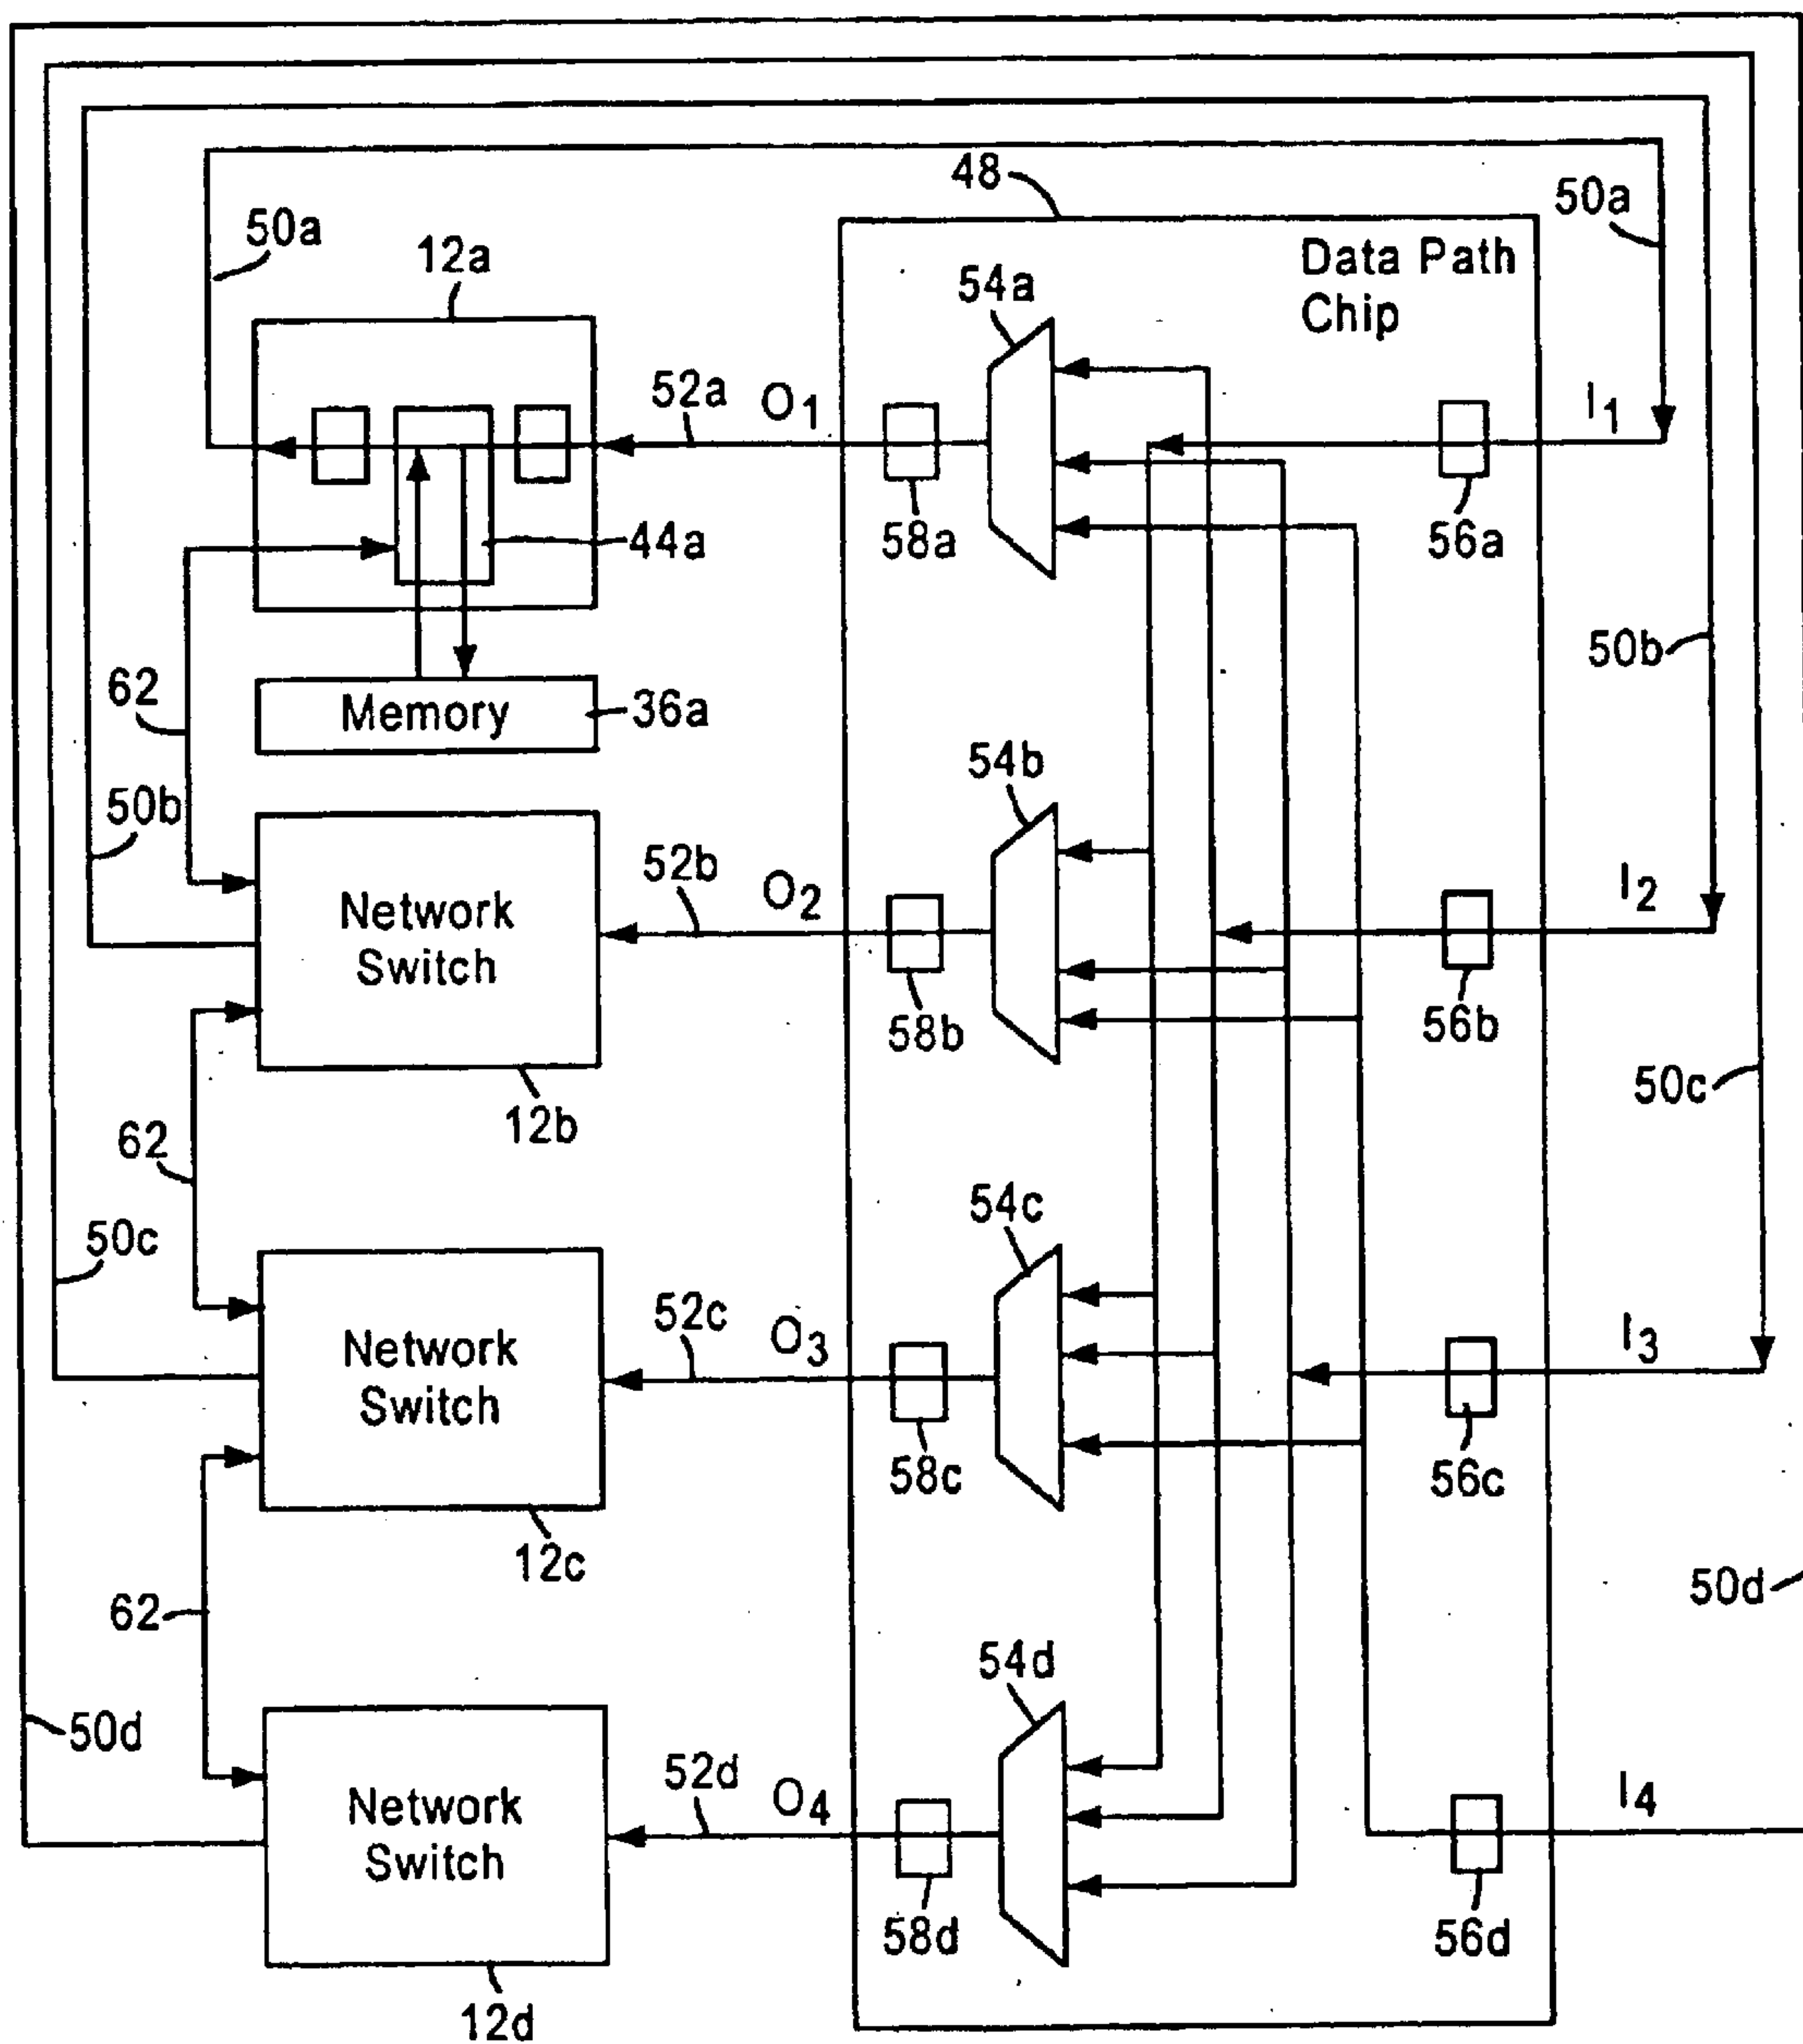 48
50a
50a
12a
Data Path
Chip
54a
52a
O1
I1
58a
56a
44a
50b
62
Memory
36a
54b
50b
52b
O2
I2
Network
Switch
58b
56b
50c
12b
62
54c
50c
52c
O3
I3
Network
Switch
58c
56c
12c
50d
62
54d
50d
52d
O4
I4
Network
Switch
58d
56d
12d